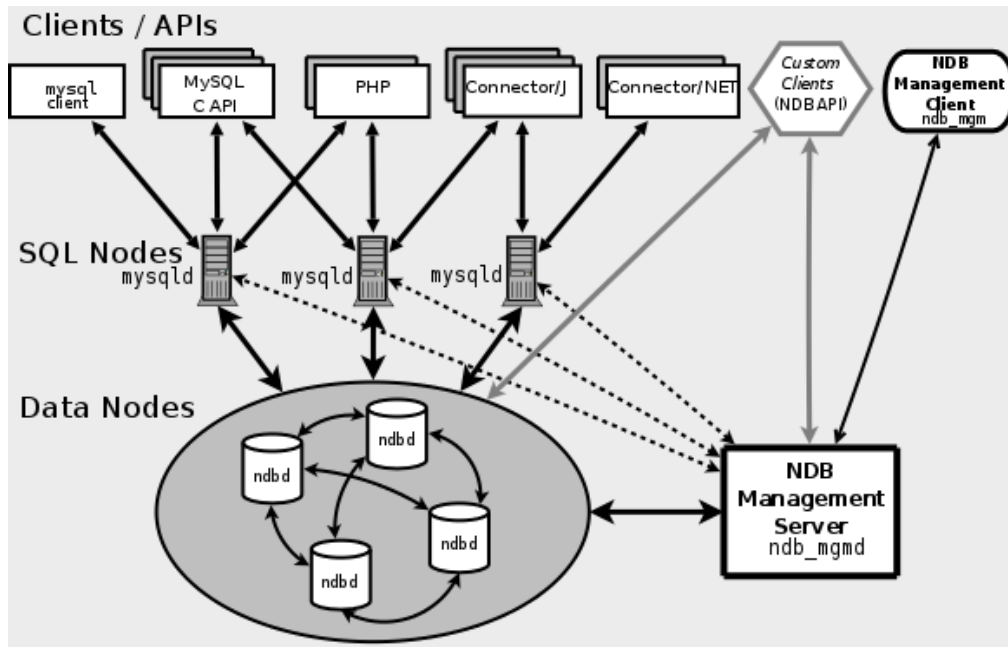 Clients / APIs
mysql
client
MySQL
C API
PHP
Connector/J
Connector/NET
Custom
Clients
(NDBAPI)
NDB
Management
Client
ndb_mgm
SQL Nodes
mysqld
mysqld
mysqld
Data Nodes
ndbd
ndbd
ndbd
ndbd
NDB
Management
Server
ndb_mgmd